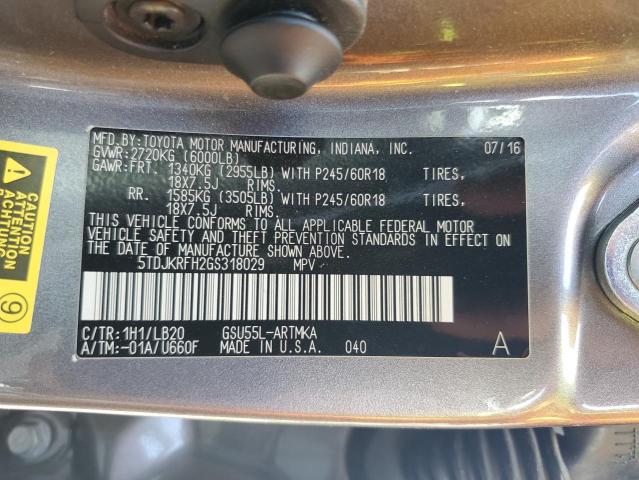 MFD.BY:TOYOTA MOTOR MANUFACTURING, INDIANA, INC. 07/16
GVWR:2720KG (6000LB)
GAWR:FRT. 1340KG (2955LB) WITH P245/60R18 TIRES,
18X7.5J RIMS.
RR. 1585KG (3505LB) WITH P245/60R18 TIRES,
18X7.5J RIMS.
THIS VEHICLE CONFORMS TO ALL APPLICABLE FEDERAL MOTOR
VEHICLE SAFETY AND THEFT PREVENTION STANDARDS IN EFFECT ON
THE DATE OF MANUFACTURE SHOWN ABOVE.
5TDJKRFH2GS318029 MPV
C/TR:1H1/LB20 GSU55L-ARTMKA
A/TM:-01A/U660F MADE IN U.S.A. 040 A
CAUTION
ATTENTION
9